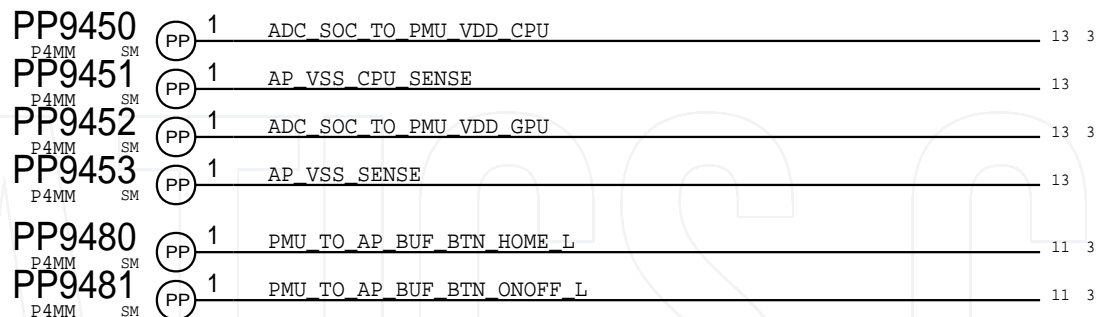 PP9450 PP 1 ADC_SOC_TO_PMU_VDD_CPU 13 3
P4MM SM
PP9451 PP 1 AP_VSS_CPU_SENSE 13
P4MM SM
PP9452 PP 1 ADC_SOC_TO_PMU_VDD_GPU 13 3
P4MM SM
PP9453 PP 1 AP_VSS_SENSE 13
P4MM SM
PP9480 PP 1 PMU_TO_AP_BUF_BTN_HOME_L 11 3
P4MM SM
PP9481 PP 1 PMU_TO_AP_BUF_BTN_ONOFF_L 11 3
P4MM SM